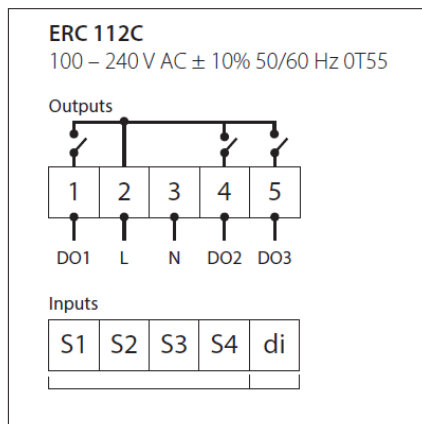 ERC 112C
100 – 240 V AC ± 10% 50/60 Hz 0T55
Outputs
1 2 3 4 5
DO1 L N DO2 DO3
Inputs
S1 S2 S3 S4 di